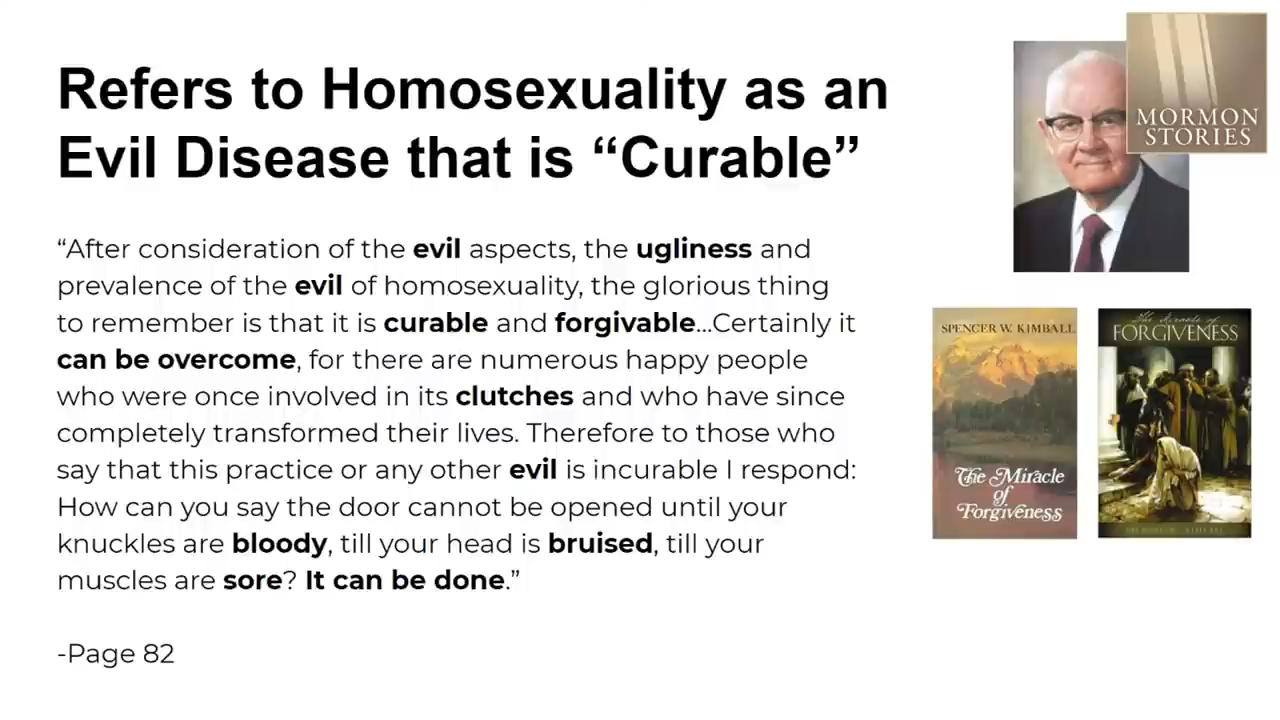 Refers to Homosexuality as an
Evil Disease that is “Curable”
“After consideration of the evil aspects, the ugliness and
prevalence of the evil of homosexuality, the glorious thing
to remember is that it is curable and forgivable...Certainly it
can be overcome, for there are numerous happy people
who were once involved in its clutches and who have since
completely transformed their lives. Therefore to those who
say that this practice or any other evil is incurable I respond:
How can you say the door cannot be opened until your
knuckles are bloody, till your head is bruised, till your
muscles are sore? It can be done.”
-Page 82
MORMON
STORIES
SPENCER W. KIMBALL
The Miracle
of
Forgiveness
The Miracle of
FORGIVENESS